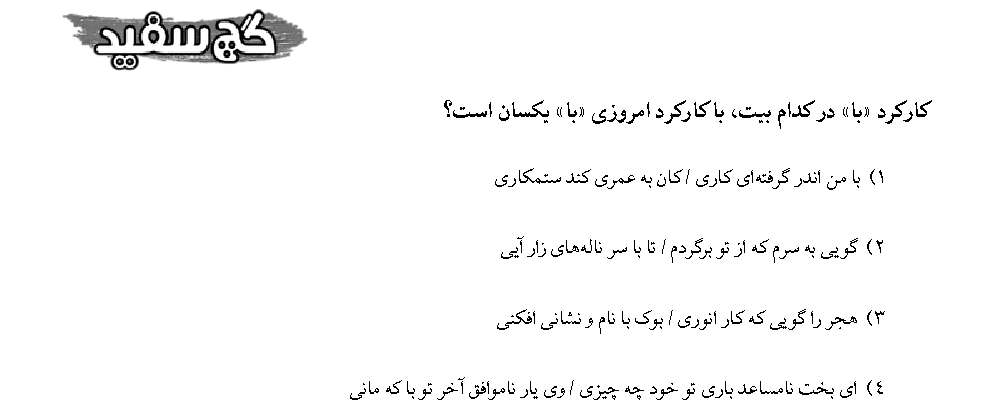 گچ سفید
کارکرد «با» در کدام بیت، با کارکرد امروزی «با» یکسان است؟
۱) با من اندر گرفته‌ای کاری / کان به عمری کند ستمکاری
۲) گویی به سرم که از تو برگردم / تا با سر ناله‌های زار آیی
۳) هجر را گویی که کار انوری / بوک با نام و نشانی افکنی
۴) ای بخت نامساعد باری تو خود چه چیزی / وی یار ناموافق آخر تو با که مانی